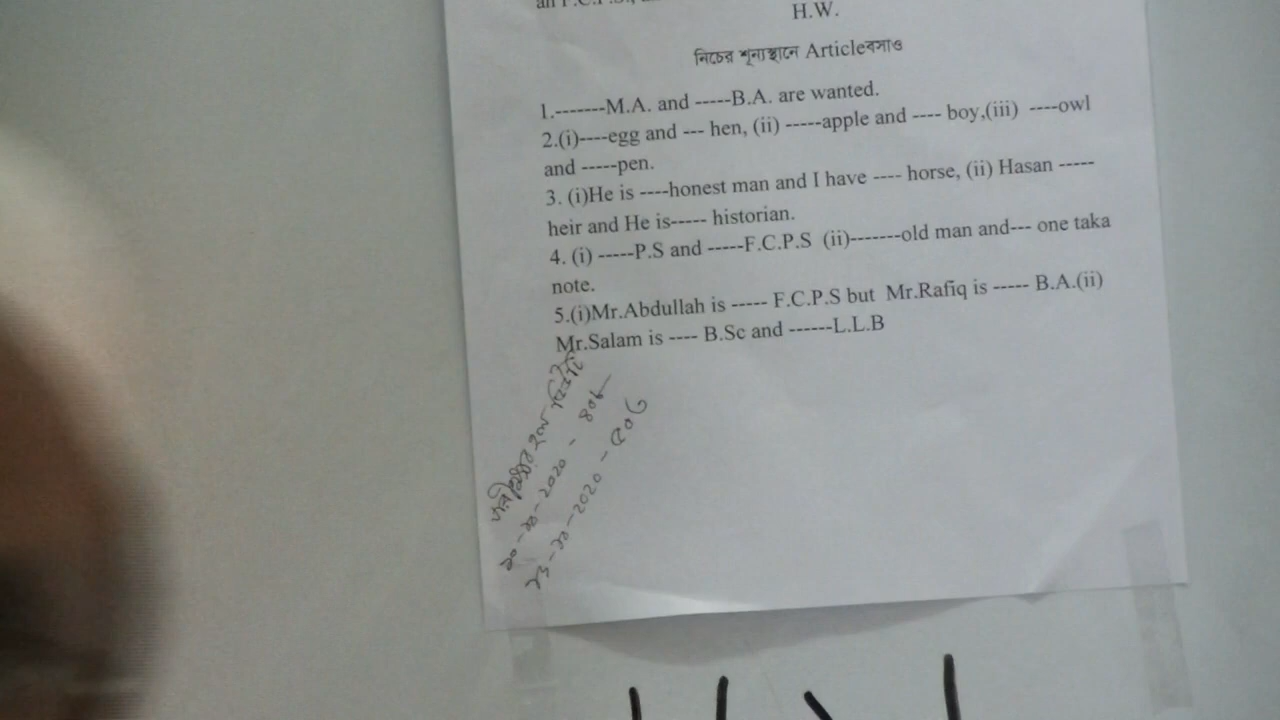 an F.C.P.S.,
H.W.
নিচের শূন্যস্থানে Articleবসাও
1.-------M.A. and -----B.A. are wanted.
2.(i)----egg and --- hen, (ii) -----apple and ---- boy,(iii) ----owl
and -----pen.
3. (i)He is ----honest man and I have ---- horse, (ii) Hasan -----
heir and He is----- historian.
4. (i) -----P.S and -----F.C.P.S (ii)-------old man and--- one taka
note.
5.(i)Mr.Abdullah is ----- F.C.P.S but Mr.Rafiq is ----- B.A.(ii)
Mr.Salam is ---- B.Sc and ------L.L.B